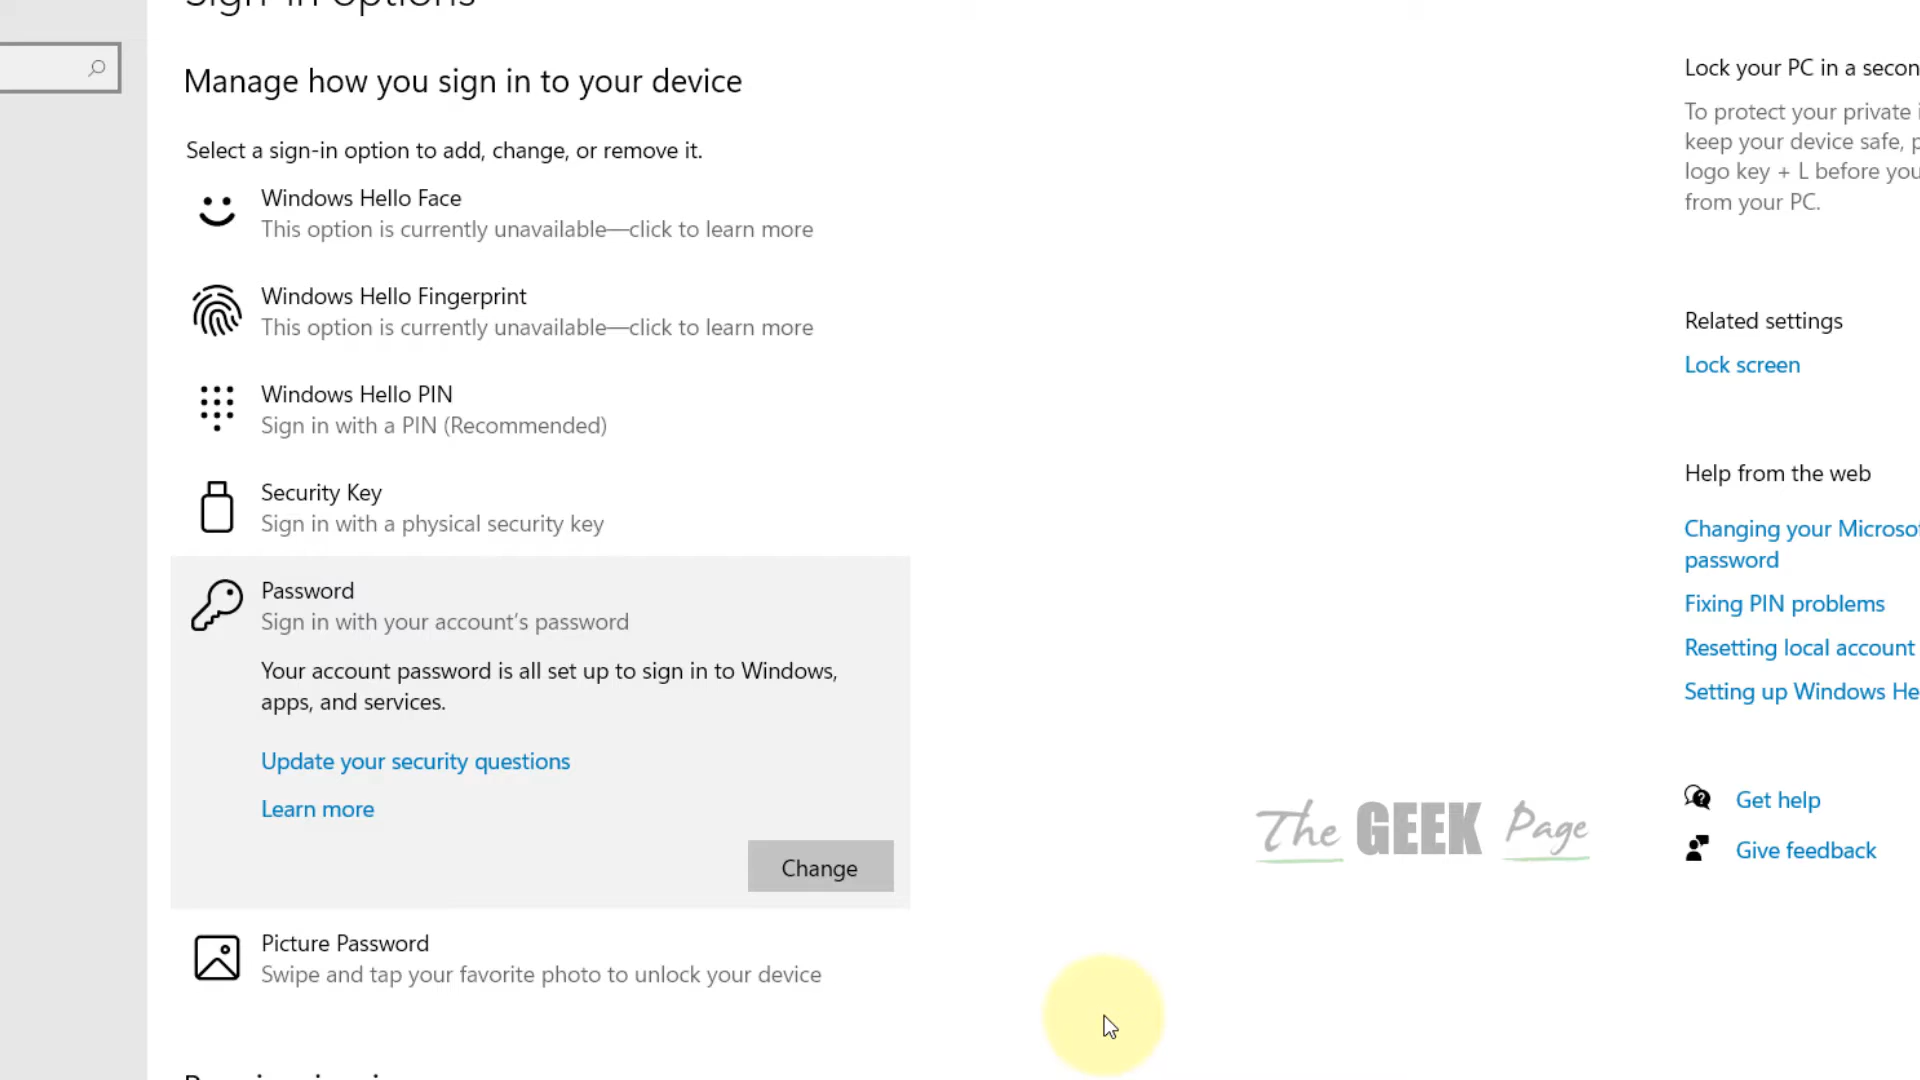 Sign-in options
Manage how you sign in to your device
Select a sign-in option to add, change, or remove it.
Windows Hello Face
This option is currently unavailable—click to learn more
Windows Hello Fingerprint
This option is currently unavailable—click to learn more
Windows Hello PIN
Sign in with a PIN (Recommended)
Security Key
Sign in with a physical security key
Password
Sign in with your account's password
Your account password is all set up to sign in to Windows,
apps, and services.
Update your security questions
Learn more
Change
Picture Password
Swipe and tap your favorite photo to unlock your device
Lock your PC in a secon
To protect your private i
keep your device safe, p
logo key + L before you
from your PC.
Related settings
Lock screen
Help from the web
Changing your Microsof
password
Fixing PIN problems
Resetting local account
Setting up Windows He
Get help
Give feedback
The GEEK Page